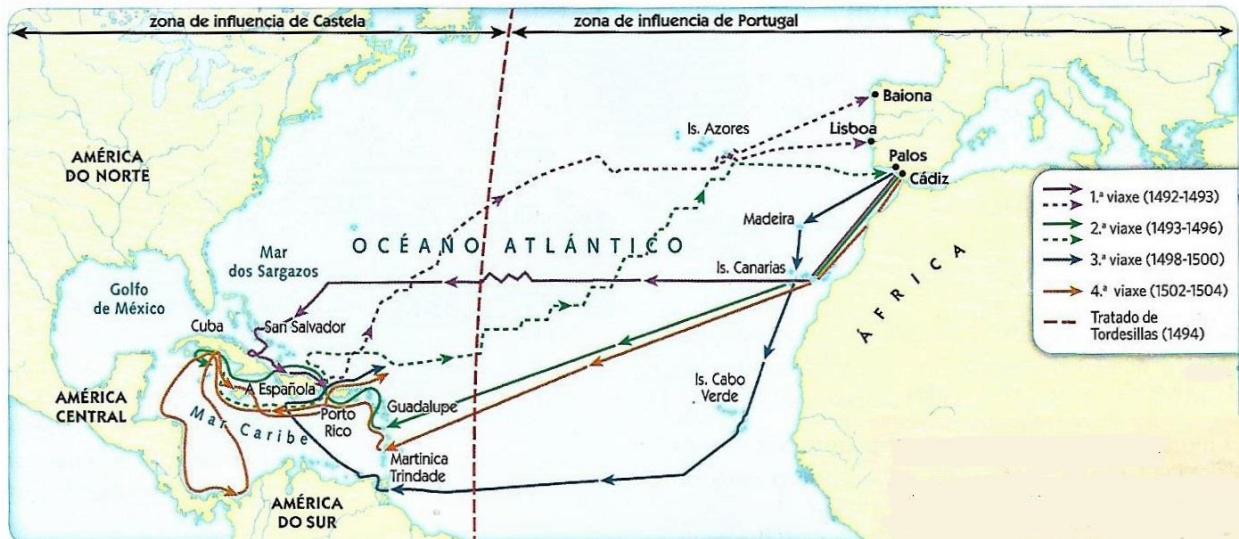 zona de influencia de Castela
zona de influencia de Portugal
Baiona
Is. Azores
Lisboa
Palos
Cádiz
AMÉRICA
DO NORTE
Madeira
OCÉANO ATLÁNTICO
Mar
dos Sargazos
Is. Canarias
Golfo
de México
ÁFRICA
Cuba
San Salvador
A Española
Is. Cabo
Verde
AMÉRICA
CENTRAL
Porto
Rico
Guadalupe
Mar Caribe
Martinica
Trindade
AMÉRICA
DO SUR
1.ª viaxe (1492-1493)
2.ª viaxe (1493-1496)
3.ª viaxe (1498-1500)
4.ª viaxe (1502-1504)
Tratado de
Tordesillas (1494)